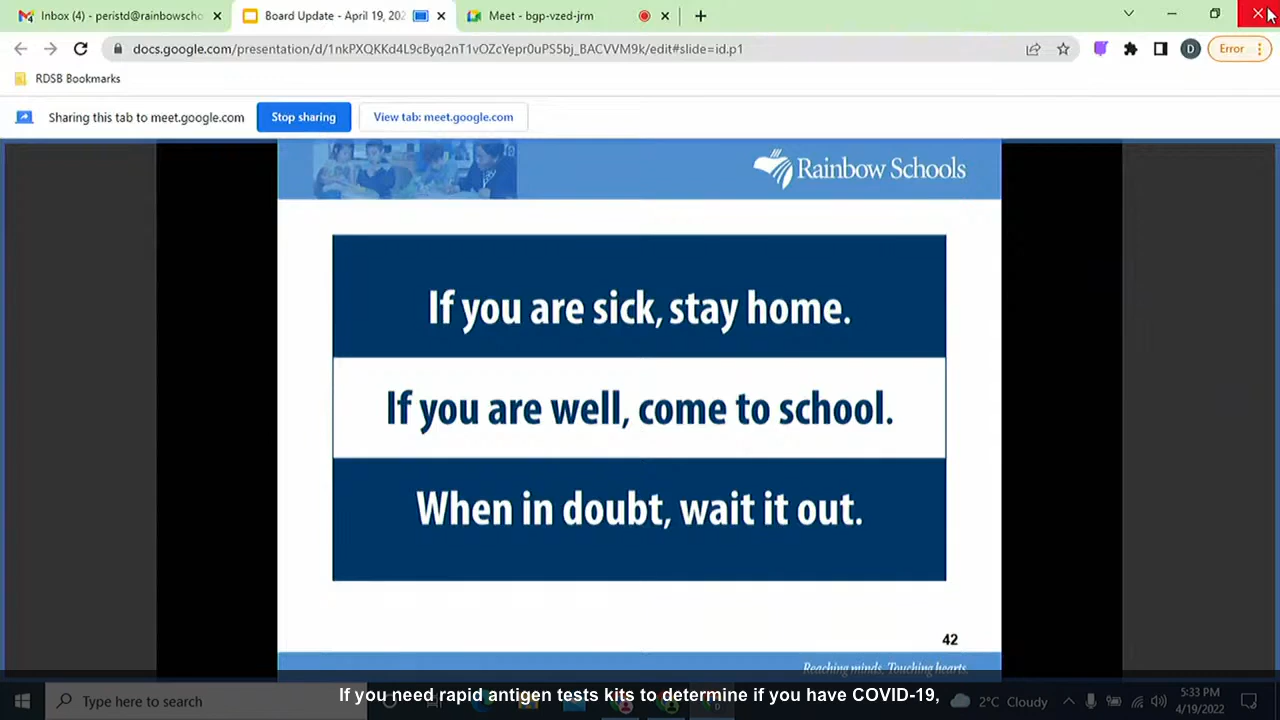 Inbox (4) - peristd@rainbowscho
Board Update - April 19, 202
Meet - bgp-vzed-jrm
docs.google.com/presentation/d/1nkPXQKKd4L9cByq2nT1vOZcYepr0uPS5bj_BACVVM9k/edit#slide=id.p1
D
Error
RDSB Bookmarks
Sharing this tab to meet.google.com
Stop sharing
View tab: meet.google.com
Rainbow Schools
If you are sick, stay home.
If you are well, come to school.
When in doubt, wait it out.
42
Reaching minds. Touching hearts.
Type here to search
If you need rapid antigen tests kits to determine if you have COVID-19,
2°C Cloudy
5:33 PM
4/19/2022